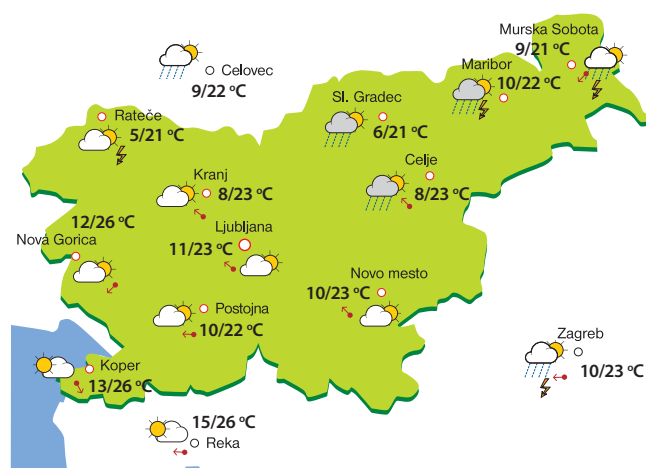 Murska Sobota
9/21 °C
Maribor
10/22 °C
Celovec
9/22 °C
Sl. Gradec
6/21 °C
Rateče
5/21 °C
Celje
8/23 °C
Kranj
8/23 °C
12/26 °C
Nova Gorica
Ljubljana
11/23 °C
Novo mesto
10/23 °C
Postojna
10/22 °C
Zagreb
10/23 °C
Koper
13/26 °C
15/26 °C
Reka